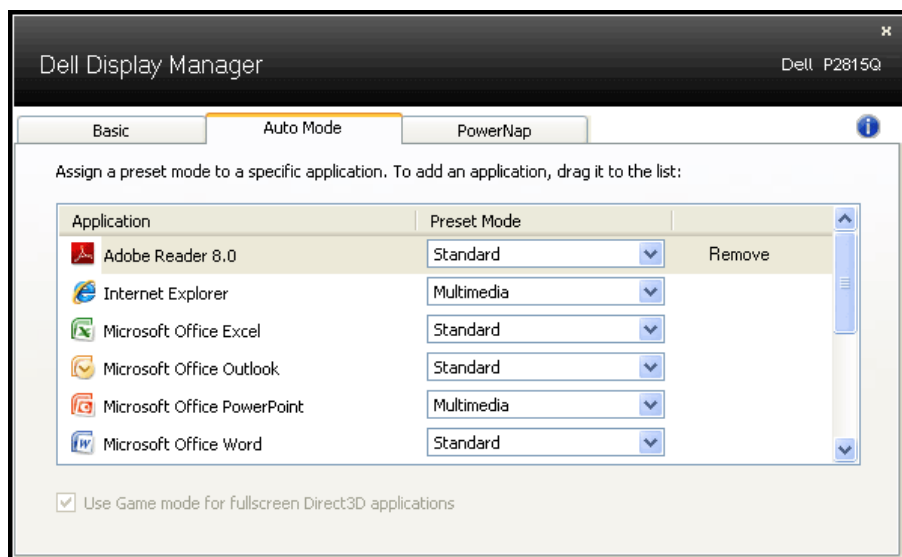 Dell Display Manager
Dell P2815Q
Basic
Auto Mode
PowerNap
Assign a preset mode to a specific application. To add an application, drag it to the list:
Application Preset Mode
Adobe Reader 8.0 Standard Remove
Internet Explorer Multimedia
Microsoft Office Excel Standard
Microsoft Office Outlook Standard
Microsoft Office PowerPoint Multimedia
Microsoft Office Word Standard
Use Game mode for fullscreen Direct3D applications